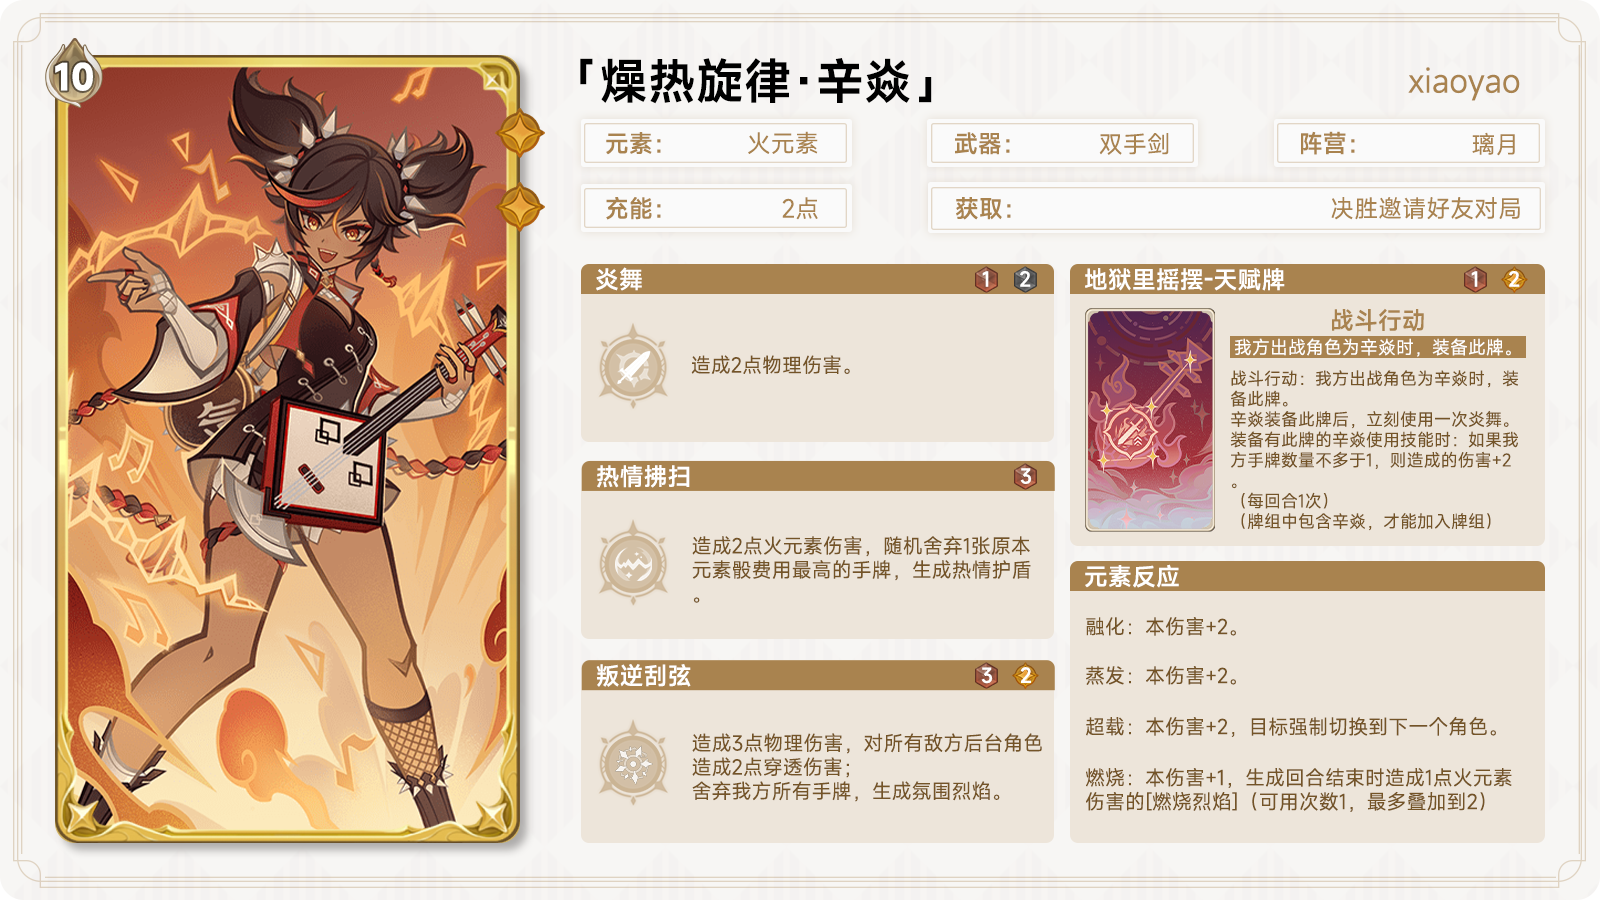 10
「燥热旋律·辛焱」
xiaoyao
元素：
火元素
武器：
双手剑
阵营：
璃月
充能：
2点
获取：
决胜邀请好友对局
炎舞
1 2
造成2点物理伤害。
热情拂扫
3
造成2点火元素伤害，随机舍弃1张原本
元素骰费用最高的手牌，生成热情护盾
。
叛逆刮弦
3 2
造成3点物理伤害，对所有敌方后台角色
造成2点穿透伤害；
舍弃我方所有手牌，生成氛围烈焰。
地狱里摇摆-天赋牌
1 2
战斗行动
我方出战角色为辛焱时，装备此牌。
战斗行动：我方出战角色为辛焱时，装
备此牌。
辛焱装备此牌后，立刻使用一次炎舞。
装备有此牌的辛焱使用技能时：如果我
方手牌数量不多于1，则造成的伤害+2
。
（每回合1次）
（牌组中包含辛焱，才能加入牌组）
元素反应
融化：本伤害+2。
蒸发：本伤害+2。
超载：本伤害+2，目标强制切换到下一个角色。
燃烧：本伤害+1，生成回合结束时造成1点火元素
伤害的[燃烧烈焰]（可用次数1，最多叠加到2）